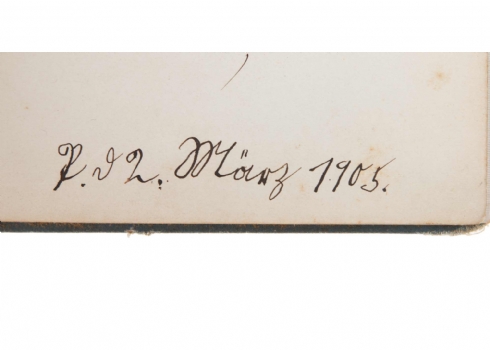 P. d 2. März 1905.